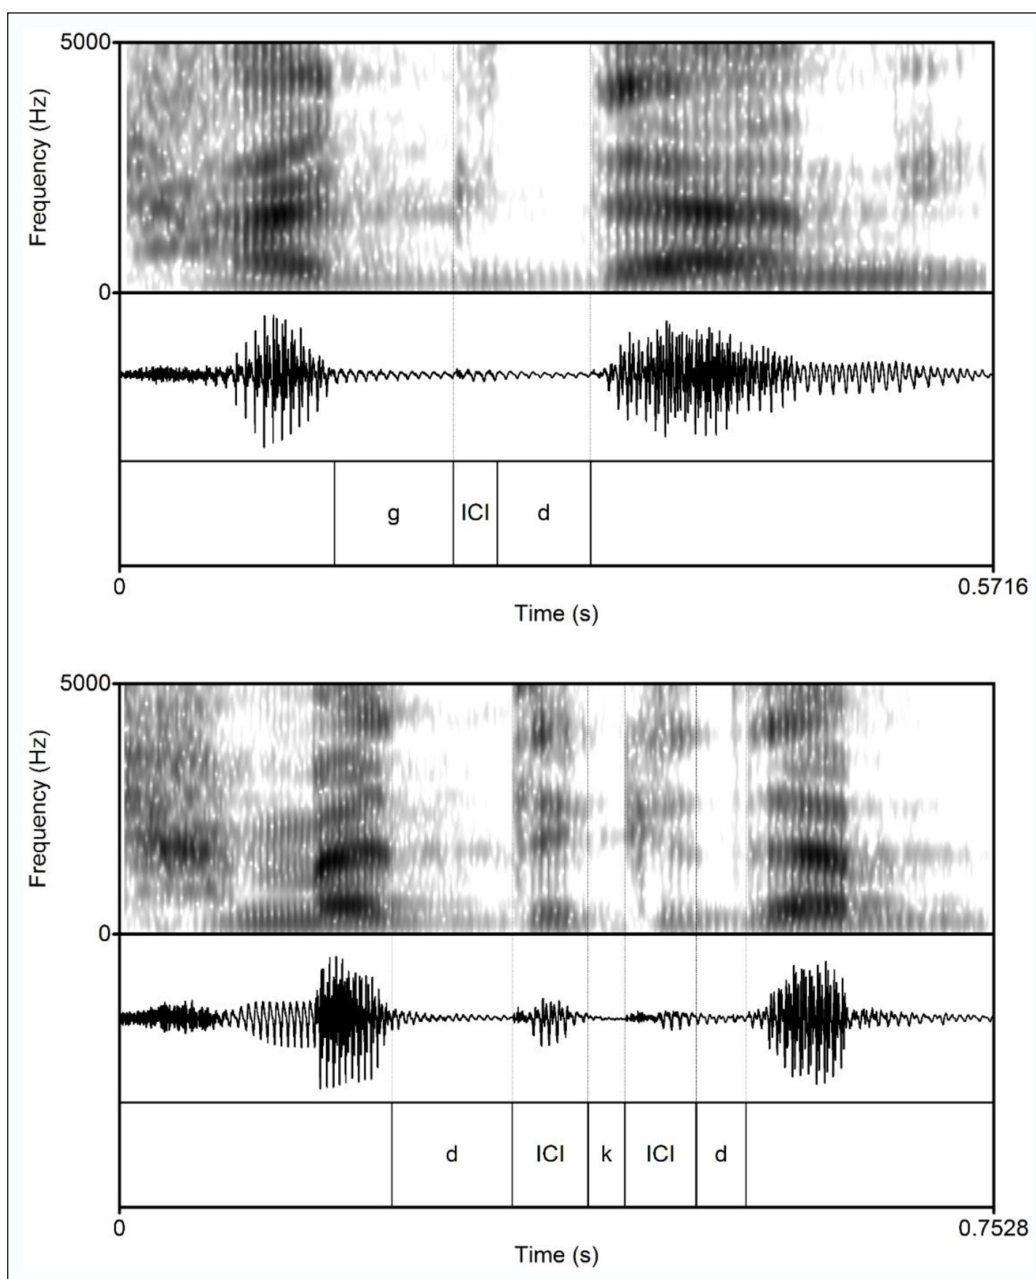 5000
Frequency (Hz)
0
g ICI d
0 0.5716
Time (s)
5000
Frequency (Hz)
0
d ICI k ICI d
0 0.7528
Time (s)